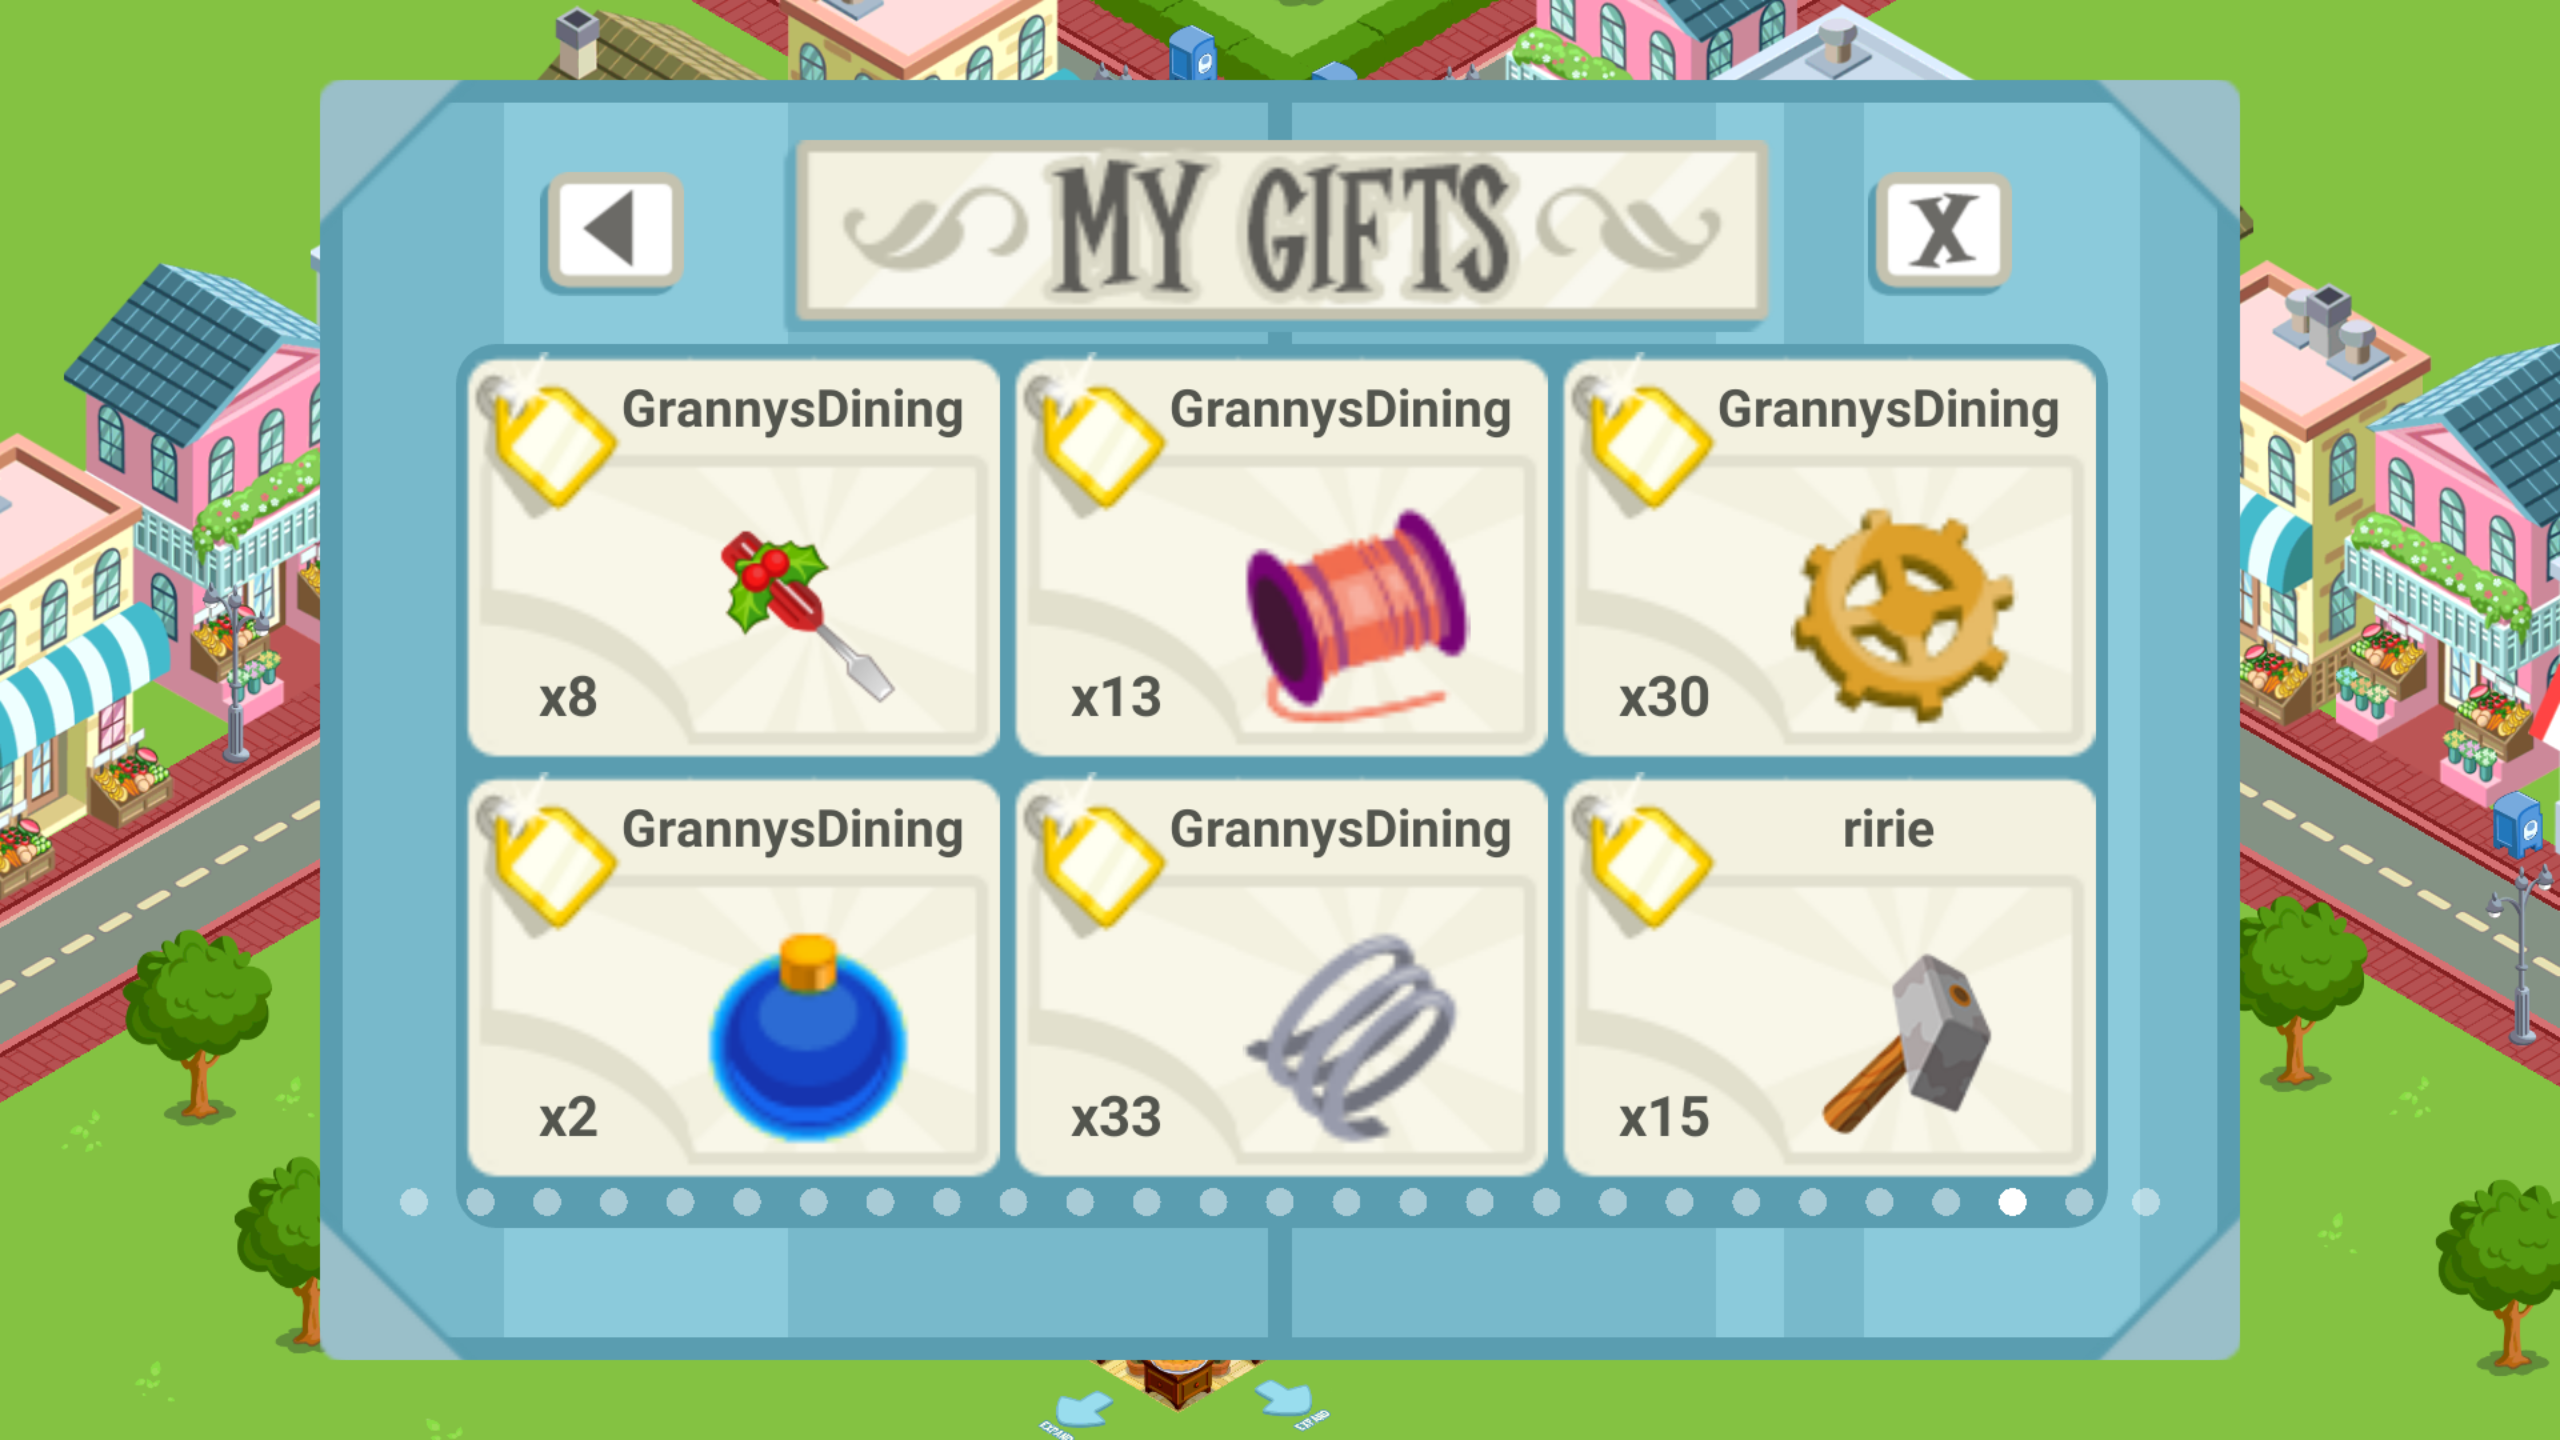 MY GIFTS
X
GrannysDining
x8
GrannysDining
x13
GrannysDining
x30
GrannysDining
x2
GrannysDining
x33
ririe
x15
EXPAND
EXPAND